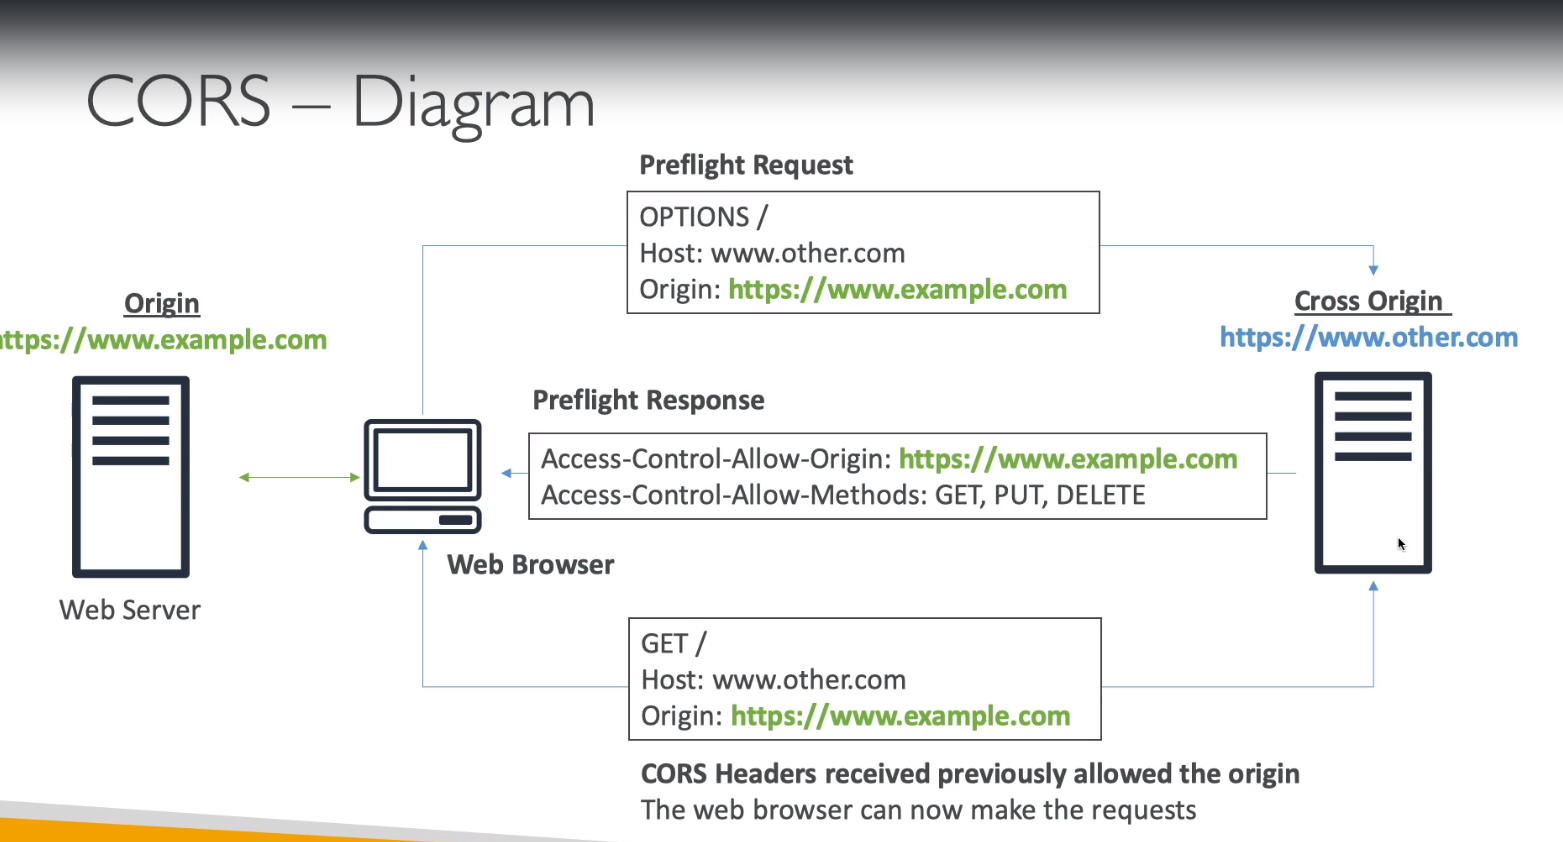 CORS – Diagram
Preflight Request
OPTIONS /
Host: www.other.com
Origin: https://www.example.com
Origin
ttps://www.example.com
Cross Origin
https://www.other.com
Preflight Response
Access-Control-Allow-Origin: https://www.example.com
Access-Control-Allow-Methods: GET, PUT, DELETE
Web Browser
Web Server
GET /
Host: www.other.com
Origin: https://www.example.com
CORS Headers received previously allowed the origin
The web browser can now make the requests